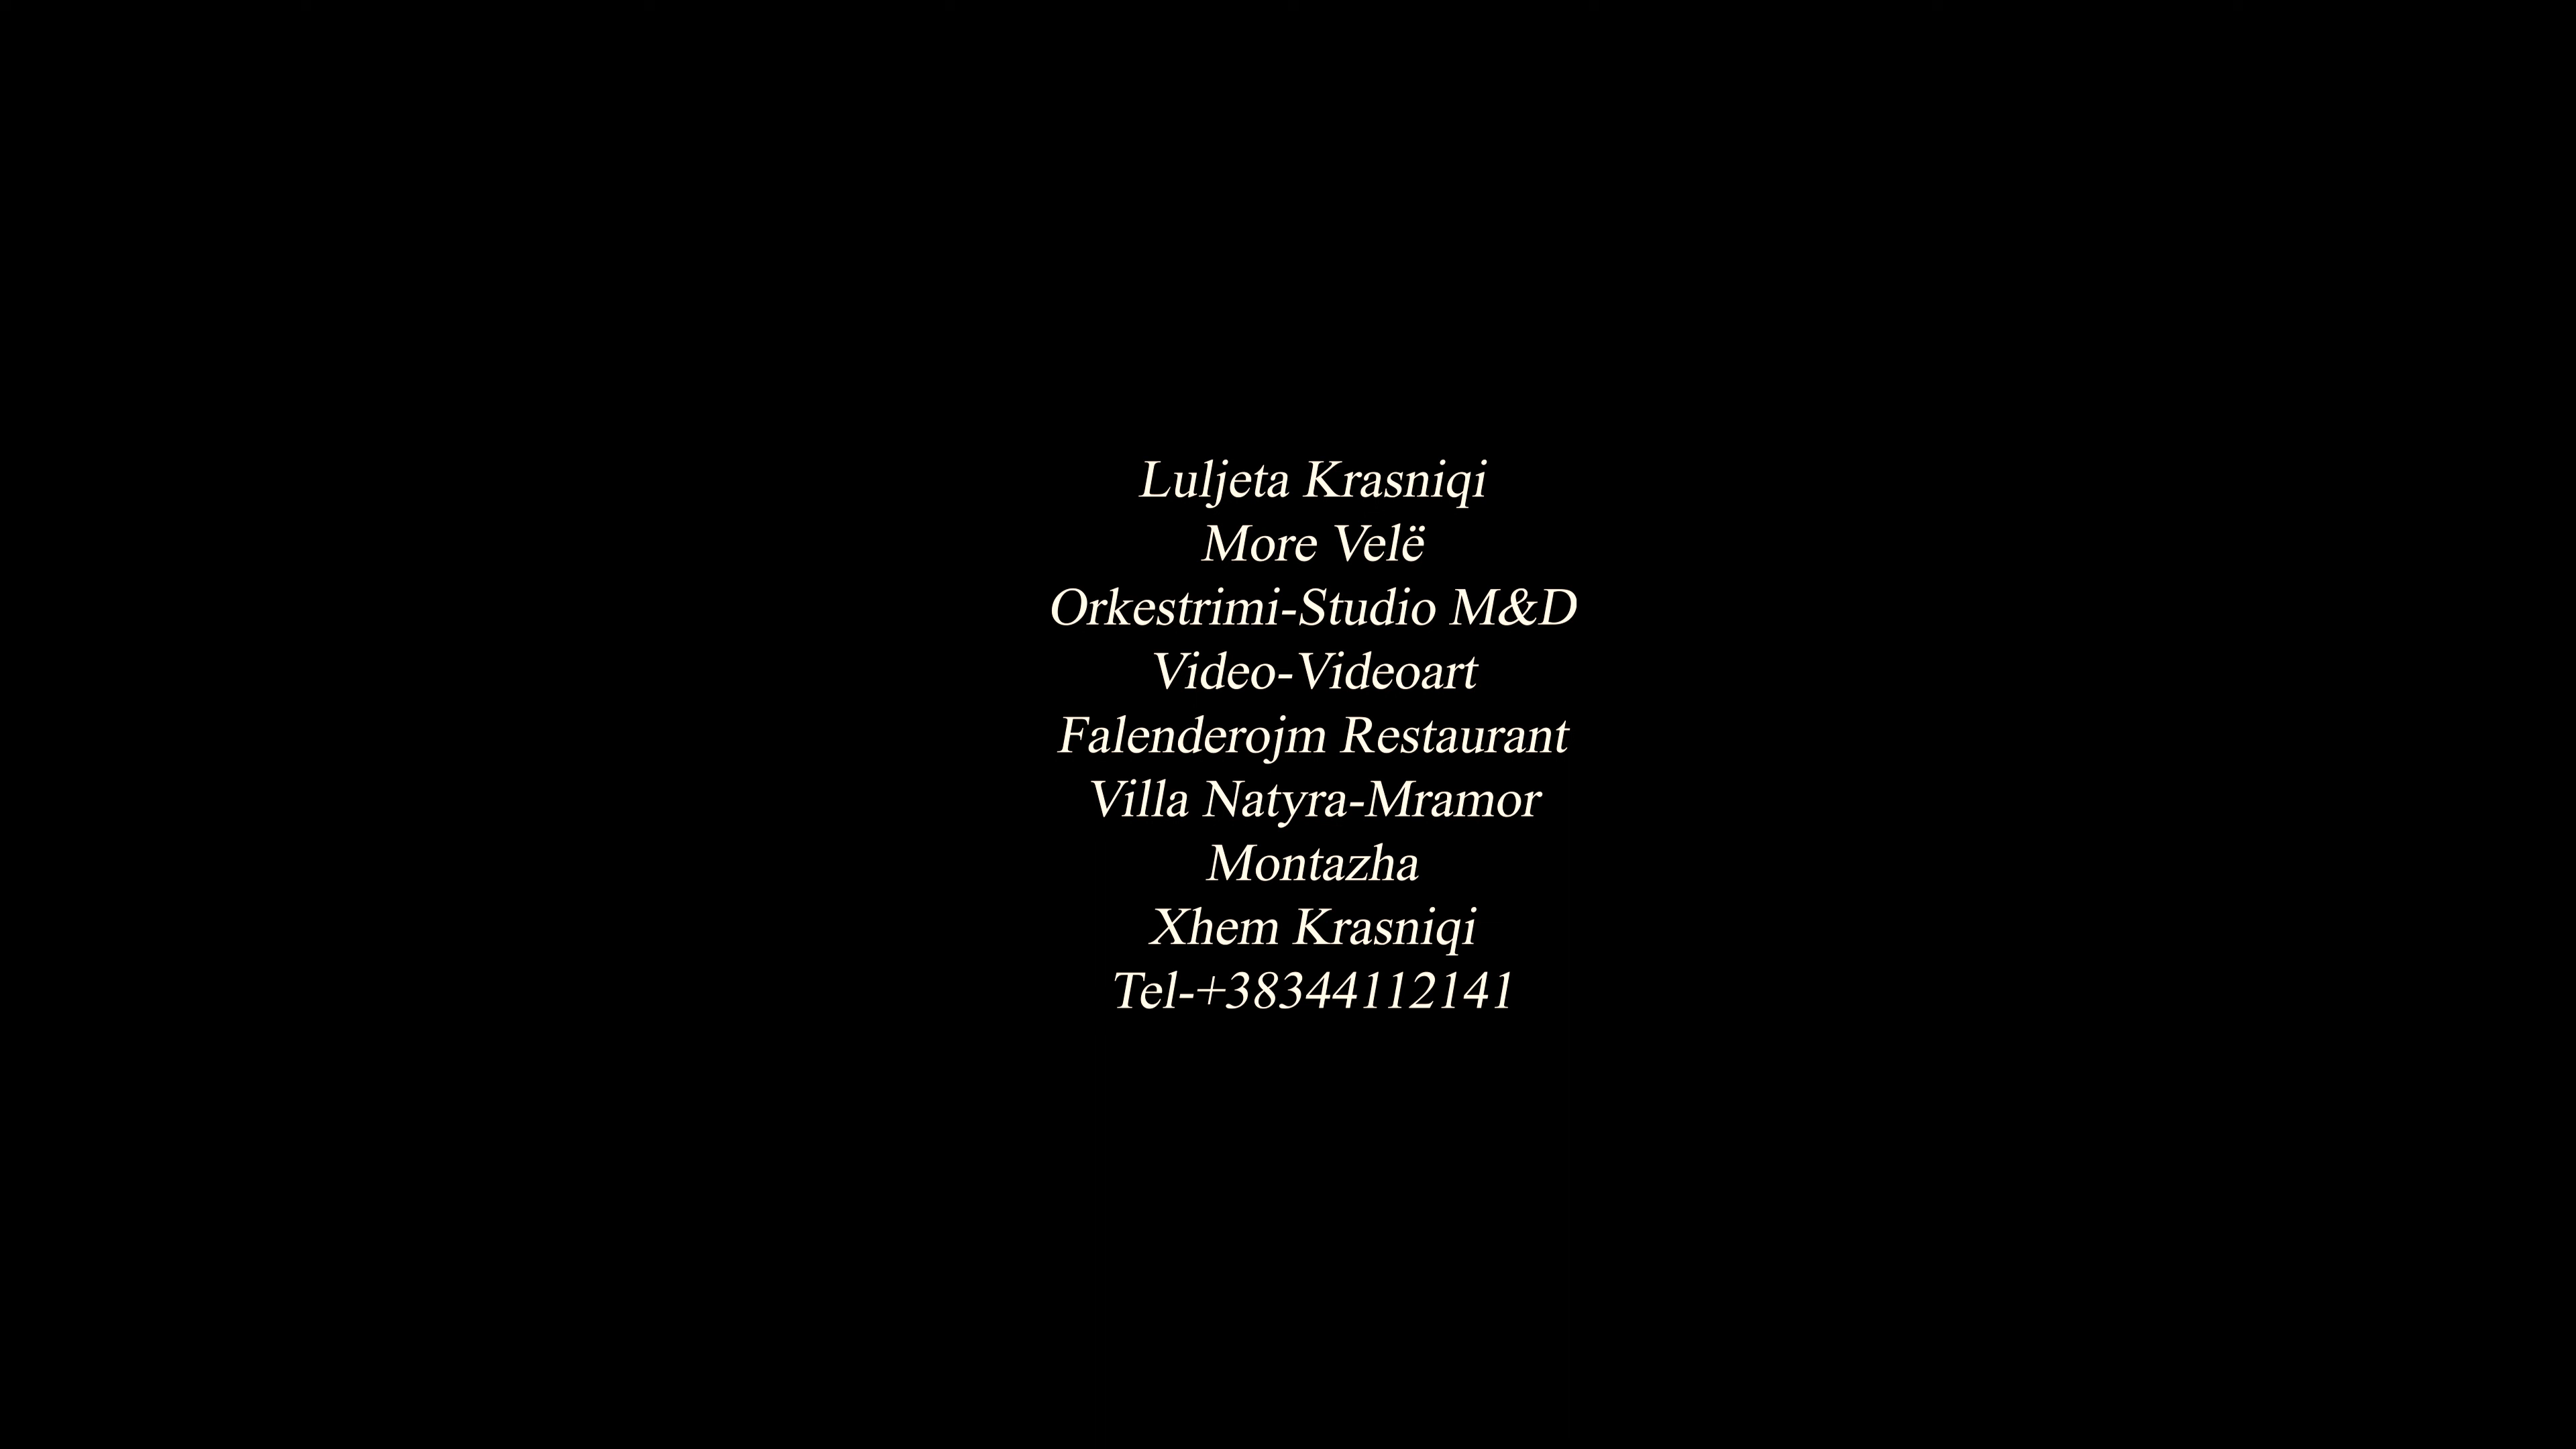 Luljeta Krasniqi
More Velë
Orkestrimi-Studio M&D
Video-Videoart
Falenderojm Restaurant
Villa Natyra-Mramor
Montazha
Xhem Krasniqi
Tel-+38344112141